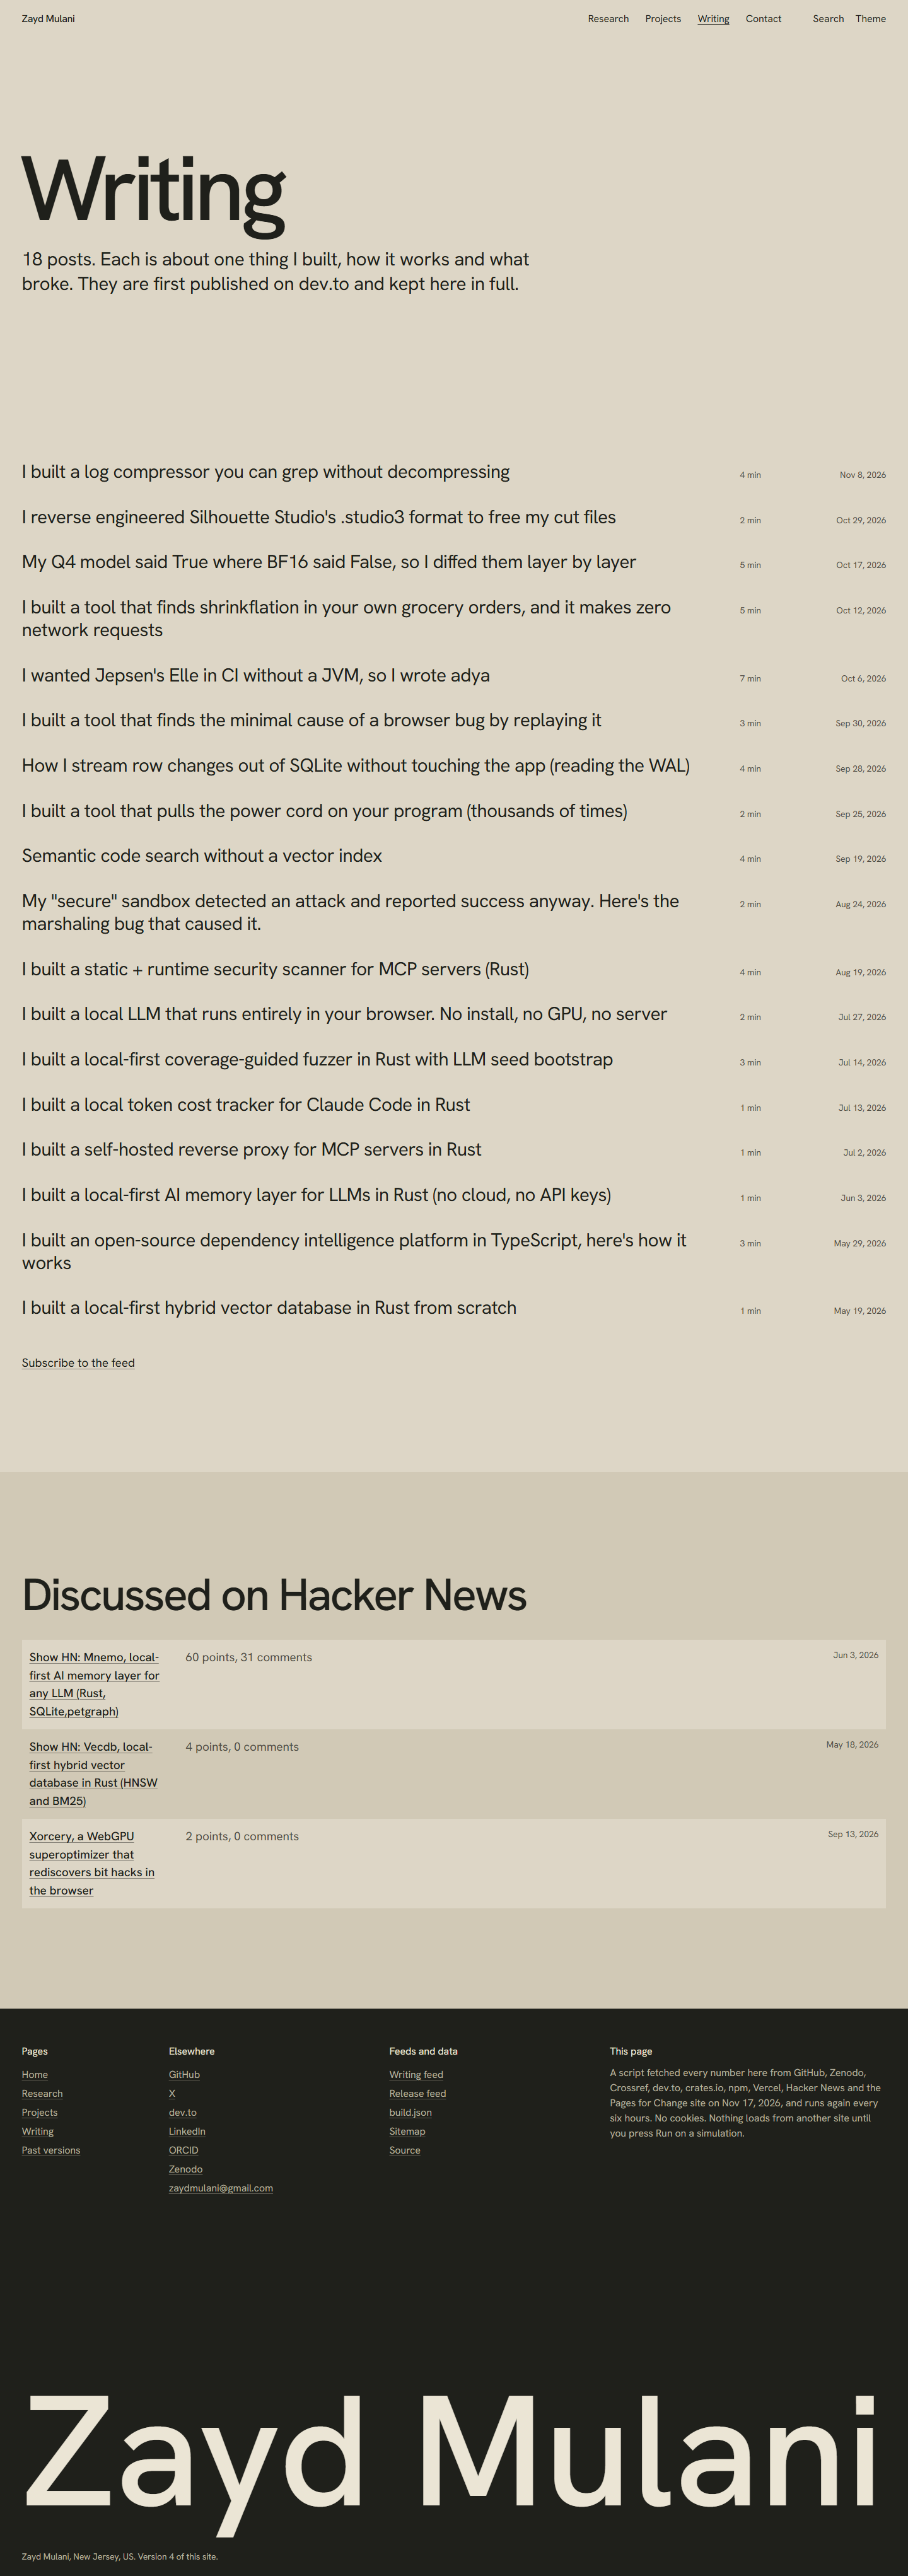 Zayd Mulani
Research Projects Writing Contact Search Theme
Writing
18 posts. Each is about one thing I built, how it works and what
broke. They are first published on dev.to and kept here in full.
I built a log compressor you can grep without decompressing 4 min Nov 8, 2026
I reverse engineered Silhouette Studio's .studio3 format to free my cut files 2 min Oct 29, 2026
My Q4 model said True where BF16 said False, so I diffed them layer by layer 5 min Oct 17, 2026
I built a tool that finds shrinkflation in your own grocery orders, and it makes zero 5 min Oct 12, 2026
network requests
I wanted Jepsen's Elle in CI without a JVM, so I wrote adya 7 min Oct 6, 2026
I built a tool that finds the minimal cause of a browser bug by replaying it 3 min Sep 30, 2026
How I stream row changes out of SQLite without touching the app (reading the WAL) 4 min Sep 28, 2026
I built a tool that pulls the power cord on your program (thousands of times) 2 min Sep 25, 2026
Semantic code search without a vector index 4 min Sep 19, 2026
My "secure" sandbox detected an attack and reported success anyway. Here's the 2 min Aug 24, 2026
marshaling bug that caused it.
I built a static + runtime security scanner for MCP servers (Rust) 4 min Aug 19, 2026
I built a local LLM that runs entirely in your browser. No install, no GPU, no server 2 min Jul 27, 2026
I built a local-first coverage-guided fuzzer in Rust with LLM seed bootstrap 3 min Jul 14, 2026
I built a local token cost tracker for Claude Code in Rust 1 min Jul 13, 2026
I built a self-hosted reverse proxy for MCP servers in Rust 1 min Jul 2, 2026
I built a local-first AI memory layer for LLMs in Rust (no cloud, no API keys) 1 min Jun 3, 2026
I built an open-source dependency intelligence platform in TypeScript, here's how it 3 min May 29, 2026
works
I built a local-first hybrid vector database in Rust from scratch 1 min May 19, 2026
Subscribe to the feed
Discussed on Hacker News
Show HN: Mnemo, local- 60 points, 31 comments Jun 3, 2026
first AI memory layer for
any LLM (Rust,
SQLite,petgraph)
Show HN: Vecdb, local- 4 points, 0 comments May 18, 2026
first hybrid vector
database in Rust (HNSW
and BM25)
Xorcery, a WebGPU 2 points, 0 comments Sep 13, 2026
superoptimizer that
rediscovers bit hacks in
the browser
Pages
Home
Research
Projects
Writing
Past versions
Elsewhere
GitHub
X
dev.to
LinkedIn
ORCID
Zenodo
zaydmulani@gmail.com
Feeds and data
Writing feed
Release feed
build.json
Sitemap
Source
This page
A script fetched every number here from GitHub, Zenodo,
Crossref, dev.to, crates.io, npm, Vercel, Hacker News and the
Pages for Change site on Nov 17, 2026, and runs again every
six hours. No cookies. Nothing loads from another site until
you press Run on a simulation.
Zayd Mulani
Zayd Mulani, New Jersey, US. Version 4 of this site.